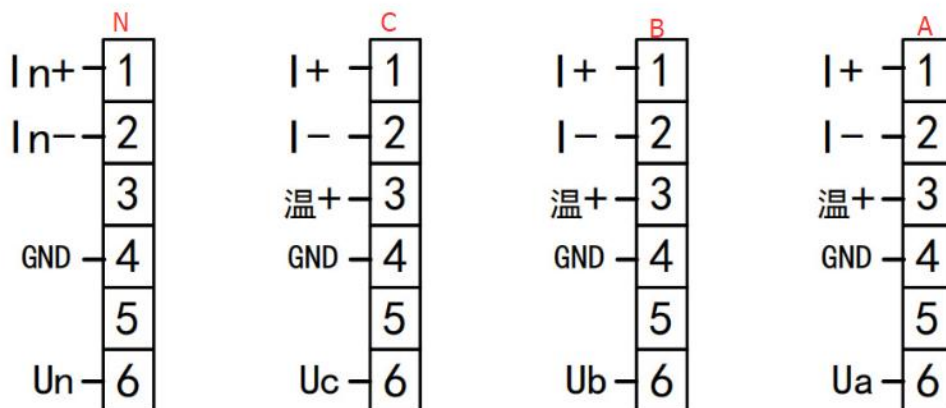 N C B A
In+ 1 I+ 1 I+ 1 I+ 1
In- 2 I- 2 I- 2 I- 2
3 温+ 3 温+ 3 温+ 3
GND 4 GND 4 GND 4 GND 4
5 5 5 5
Un 6 Uc 6 Ub 6 Ua 6